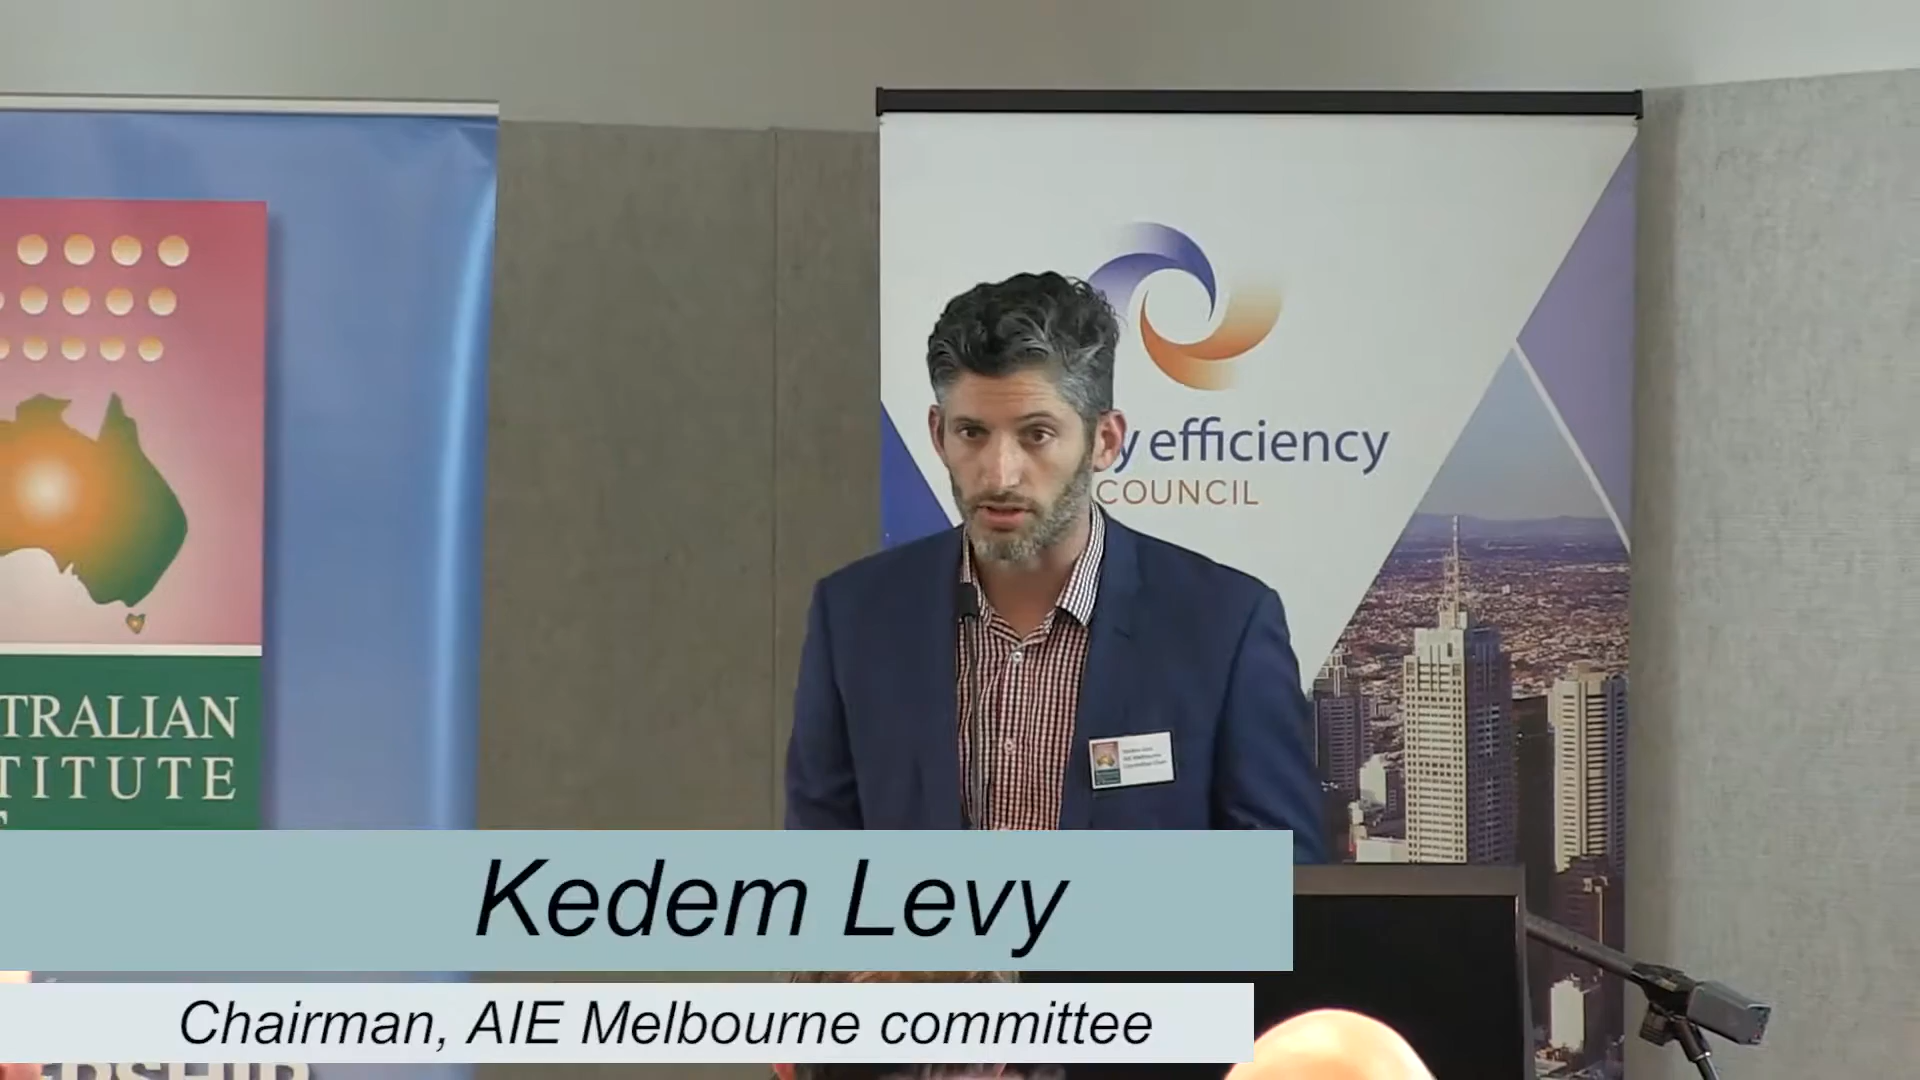 y efficiency
COUNCIL
TRALIAN
TITUTE
Kedem Levy
Chairman, AIE Melbourne committee